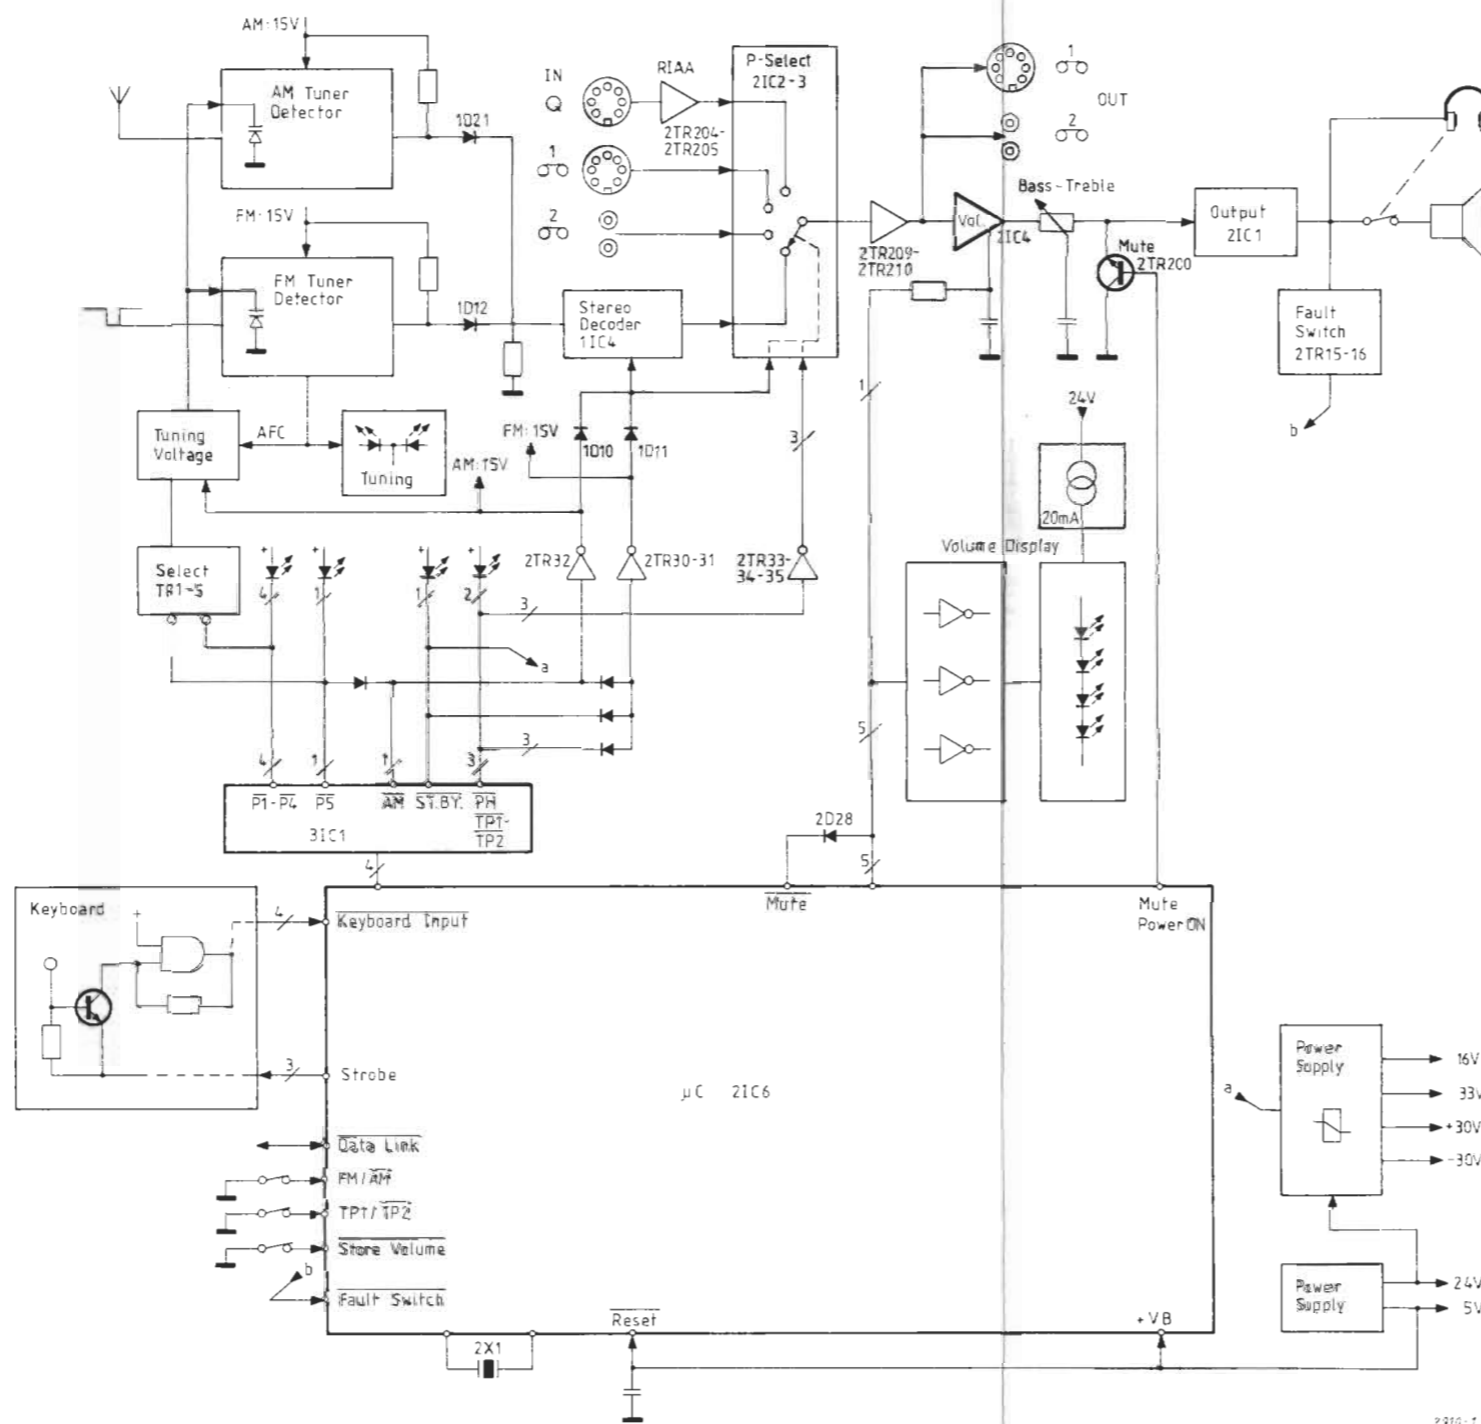 AM:15V
AM Tuner
Detector
1D21
FM:15V
FM Tuner
Detector
1D12
IN
RIAA
2TR204-
2TR205
1
2
P-Select
2IC2-3
Stereo
Decoder
1IC4
1
2
OUT
Bass-Treble
Vol.
2IC4
2TR209-
2TR210
Mute
2TR200
Output
2IC1
Fault
Switch
2TR15-16
b
Tuning
Voltage
AFC
Tuning
FM:15V
AM:15V
1D10
1D11
3
1
24V
20mA
Volume Display
Select
TR1-5
+
+
+
+
4
1
1
2
3
2TR32
2TR30-31
2TR33-
34-35
a
3
5
4
1
1
3
P1-P4
P5
AM
ST.BY.
PH
TP1-
TP2
3IC1
4
2D28
5
Keyboard
+
4
3
Keyboard Input
Mute
Mute
Power ON
Strobe
µC 2IC6
Data Link
FM/AM
TP1/TP2
Store Volume
b
Fault Switch
Reset
+VB
2X1
a
Power
Supply
16V
33V
+30V
-30V
Power
Supply
24V
5V